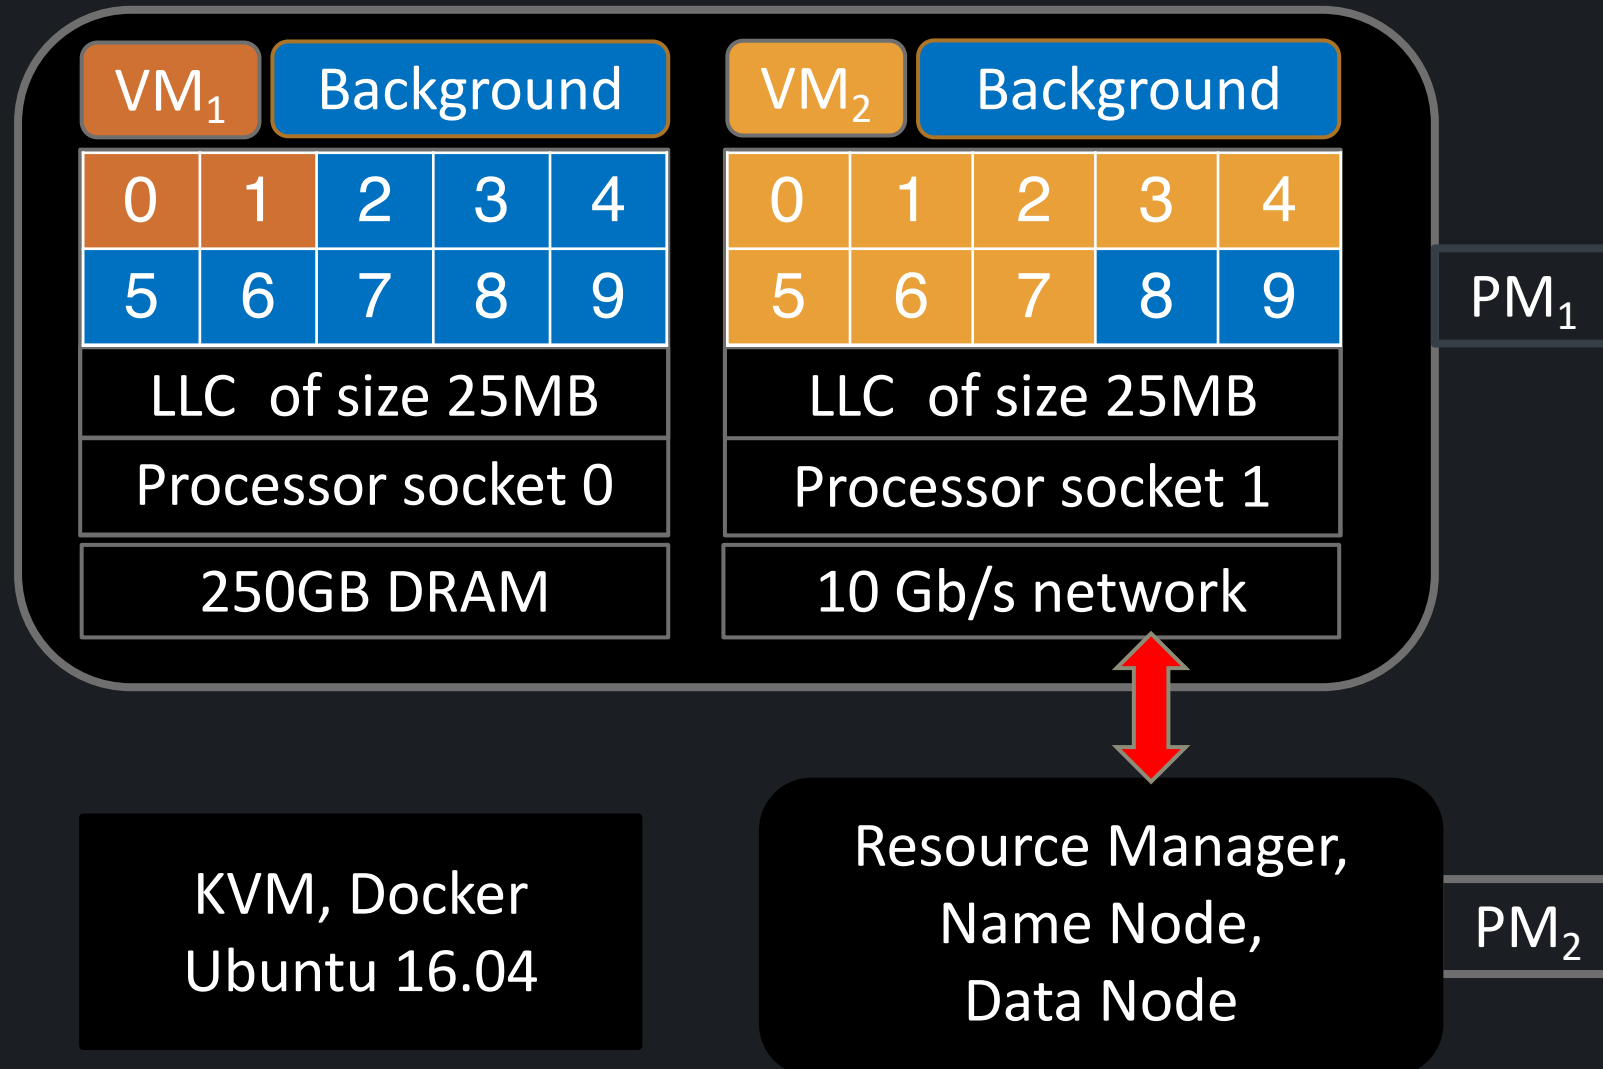 VM₁ Background VM₂ Background
0 1 2 3 4 0 1 2 3 4
5 6 7 8 9 5 6 7 8 9
PM₁
LLC of size 25MB LLC of size 25MB
Processor socket 0 Processor socket 1
250GB DRAM 10 Gb/s network
KVM, Docker
Ubuntu 16.04
Resource Manager,
Name Node,
Data Node
PM₂